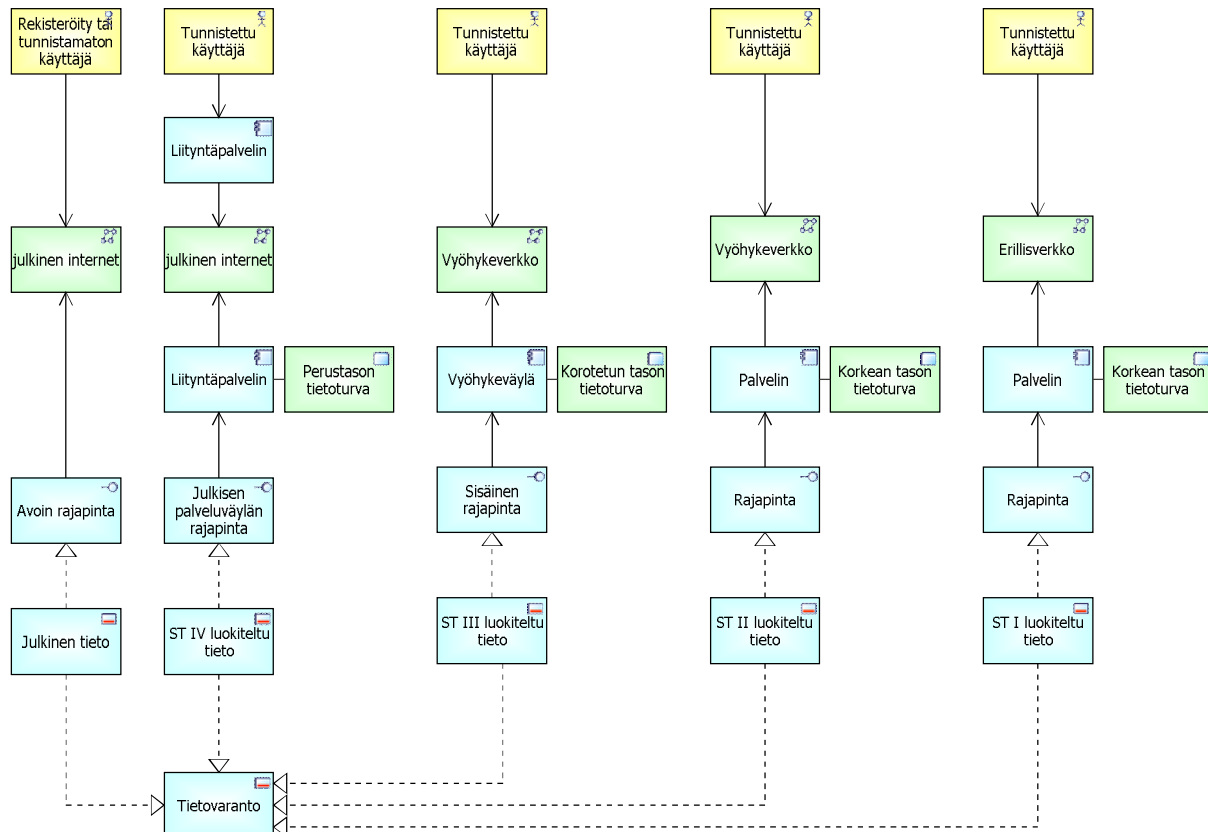 Rekisteröity tai
tunnistamaton
käyttäjä
Tunnistettu
käyttäjä
Tunnistettu
käyttäjä
Tunnistettu
käyttäjä
Tunnistettu
käyttäjä
Liityntäpalvelin
julkinen internet
julkinen internet
Vyöhykeverkko
Vyöhykeverkko
Erillisverkko
Liityntäpalvelin
Perustason
tietoturva
Vyöhykeväylä
Korotetun tason
tietoturva
Palvelin
Korkean tason
tietoturva
Palvelin
Korkean tason
tietoturva
Avoin rajapinta
Julkisen
palveluväylän
rajapinta
Sisäinen
rajapinta
Rajapinta
Rajapinta
Julkinen tieto
ST IV luokiteltu
tieto
ST III luokiteltu
tieto
ST II luokiteltu
tieto
ST I luokiteltu
tieto
Tietovaranto